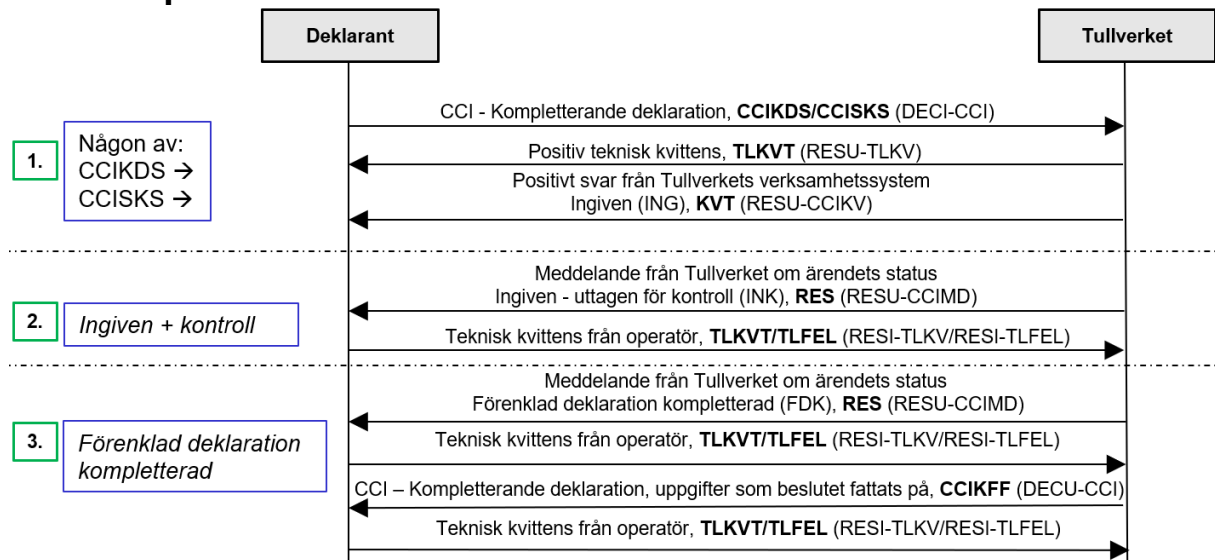 Deklarant
Tullverket
CCI - Kompletterande deklaration, CCIKDS/CCISKS (DECI-CCI)
1.
Någon av:
CCIKDS →
CCISKS →
Positiv teknisk kvittens, TLKVT (RESU-TLKV)
Positivt svar från Tullverkets verksamhetssystem
Ingiven (ING), KVT (RESU-CCIKV)
2.
Ingiven + kontroll
Meddelande från Tullverket om ärendets status
Ingiven - uttagen för kontroll (INK), RES (RESU-CCIMD)
Teknisk kvittens från operatör, TLKVT/TLFEL (RESI-TLKV/RESI-TLFEL)
3.
Förenklad deklaration
kompletterad
Meddelande från Tullverket om ärendets status
Förenklad deklaration kompletterad (FDK), RES (RESU-CCIMD)
Teknisk kvittens från operatör, TLKVT/TLFEL (RESI-TLKV/RESI-TLFEL)
CCI – Kompletterande deklaration, uppgifter som beslutet fattats på, CCIKFF (DECU-CCI)
Teknisk kvittens från operatör, TLKVT/TLFEL (RESI-TLKV/RESI-TLFEL)